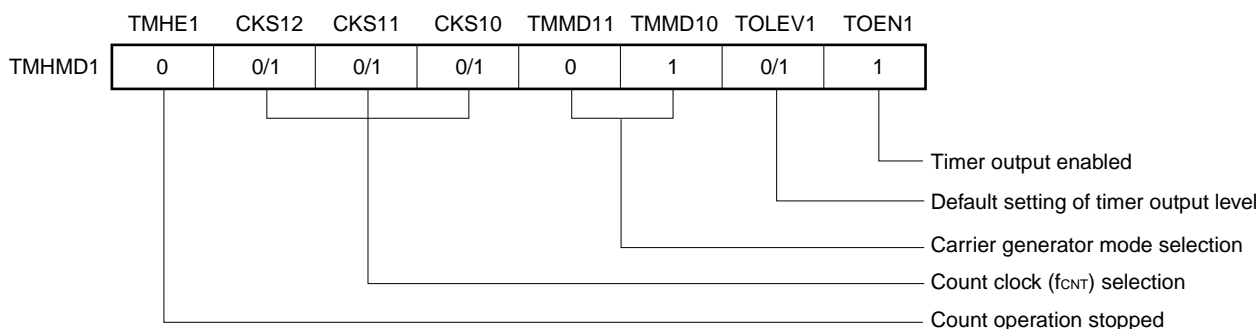 TMHE1 CKS12 CKS11 CKS10 TMMD11 TMMD10 TOLEV1 TOEN1
TMHMD1 0 0/1 0/1 0/1 0 1 0/1 1
Timer output enabled
Default setting of timer output level
Carrier generator mode selection
Count clock (fCNT) selection
Count operation stopped